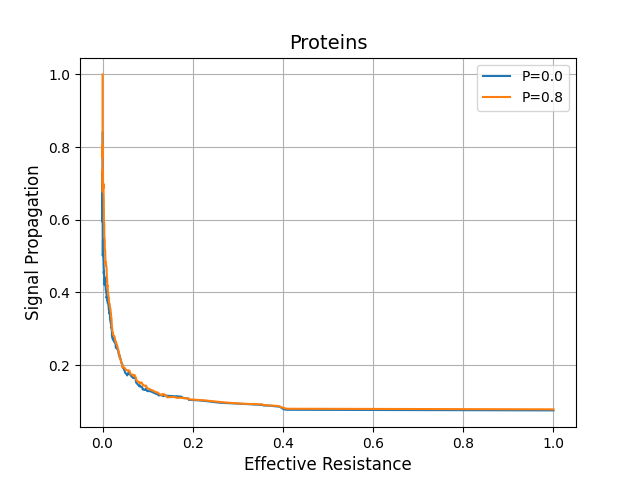 Proteins
P=0.0
P=0.8
Signal Propagation
1.0
0.8
0.6
0.4
0.2
0.0 0.2 0.4 0.6 0.8 1.0
Effective Resistance